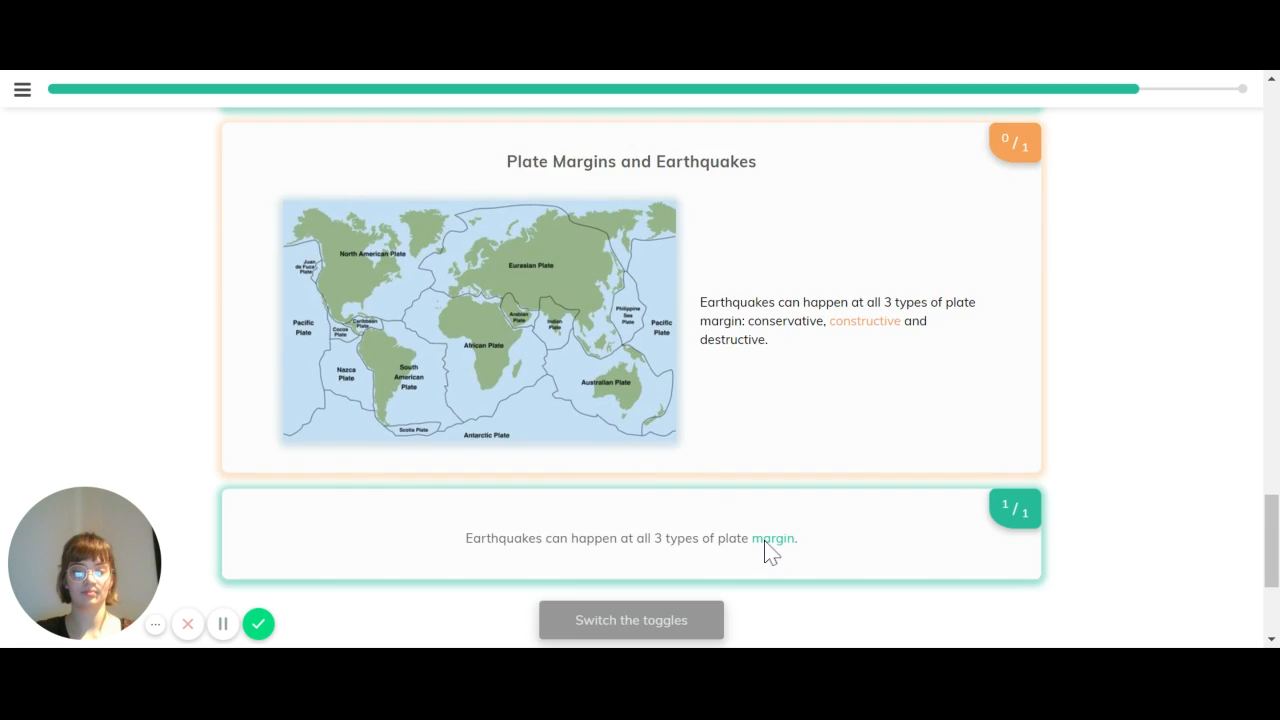 0 / 1
Plate Margins and Earthquakes
North American Plate
Juan
de Fuca
Plate
Eurasian Plate
Caribbean
Plate
Cocos
Plate
Arabian
Plate
Indian
Plate
Philippine
Sea
Plate
Pacific
Plate
Pacific
Plate
African Plate
Nazca
Plate
South
American
Plate
Australian Plate
Scotia Plate
Antarctic Plate
Earthquakes can happen at all 3 types of plate
margin: conservative, constructive and
destructive.
1 / 1
Earthquakes can happen at all 3 types of plate margin.
Switch the toggles